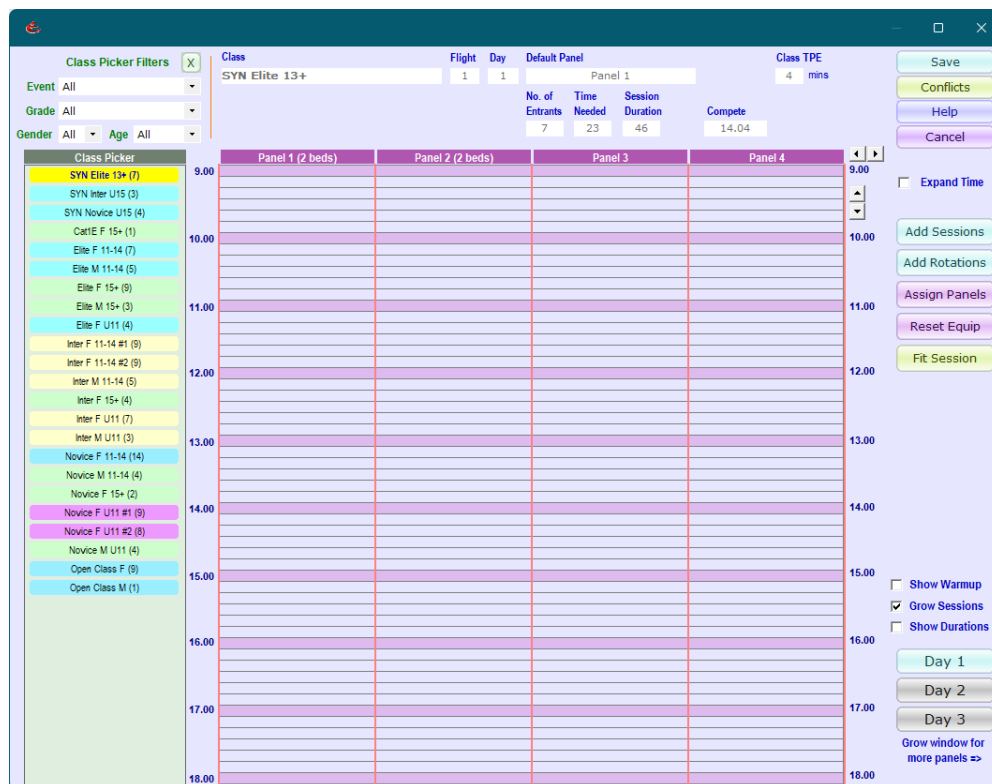 Class Picker Filters X
Event All
Grade All
Gender All Age All
Class Flight Day Default Panel Class TPE
SYN Elite 13+ 1 1 Panel 1 4 mins
No. of Entrants Time Needed Session Duration Compete
7 23 46 14.04
Save
Conflicts
Help
Cancel
Class Picker
SYN Elite 13+ (7)
SYN Inter U15 (3)
SYN Novice U15 (4)
Cat1E F 15+ (1)
Elite F 11-14 (7)
Elite M 11-14 (5)
Elite F 15+ (9)
Elite M 15+ (3)
Elite F U11 (4)
Inter F 11-14 #1 (9)
Inter F 11-14 #2 (9)
Inter M 11-14 (5)
Inter F 15+ (4)
Inter F U11 (7)
Inter M U11 (3)
Novice F 11-14 (14)
Novice M 11-14 (4)
Novice F 15+ (2)
Novice F U11 #1 (9)
Novice F U11 #2 (8)
Novice M U11 (4)
Open Class F (9)
Open Class M (1)
Panel 1 (2 beds) Panel 2 (2 beds) Panel 3 Panel 4
9.00 9.00
10.00 10.00
11.00 11.00
12.00 12.00
13.00 13.00
14.00 14.00
15.00 15.00
16.00 16.00
17.00 17.00
18.00 18.00
Expand Time
Add Sessions
Add Rotations
Assign Panels
Reset Equip
Fit Session
Show Warmup
Grow Sessions
Show Durations
Day 1
Day 2
Day 3
Grow window for
more panels =>